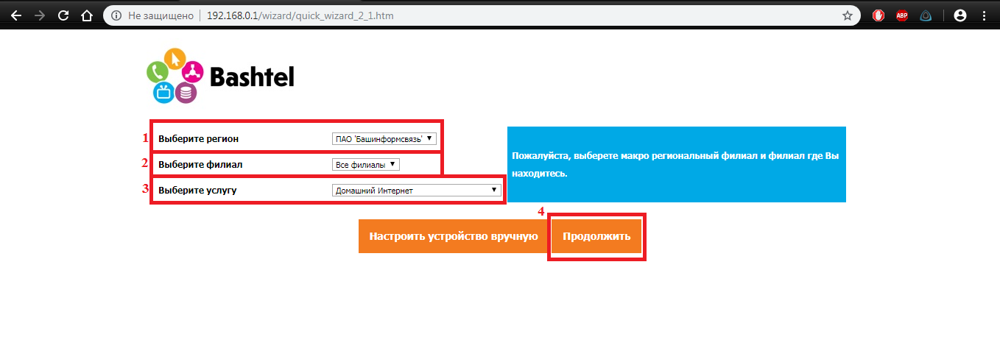 Не защищено 192.168.0.1/wizard/quick_wizard_2_1.htm
ABP
Bashtel
1 Выберите регион ПАО 'Башинформсвязь'
2 Выберите филиал Все филиалы
3 Выберите услугу Домашний Интернет
Пожалуйста, выберете макро региональный филиал и филиал где Вы
находитесь.
4
Настроить устройство вручную Продолжить